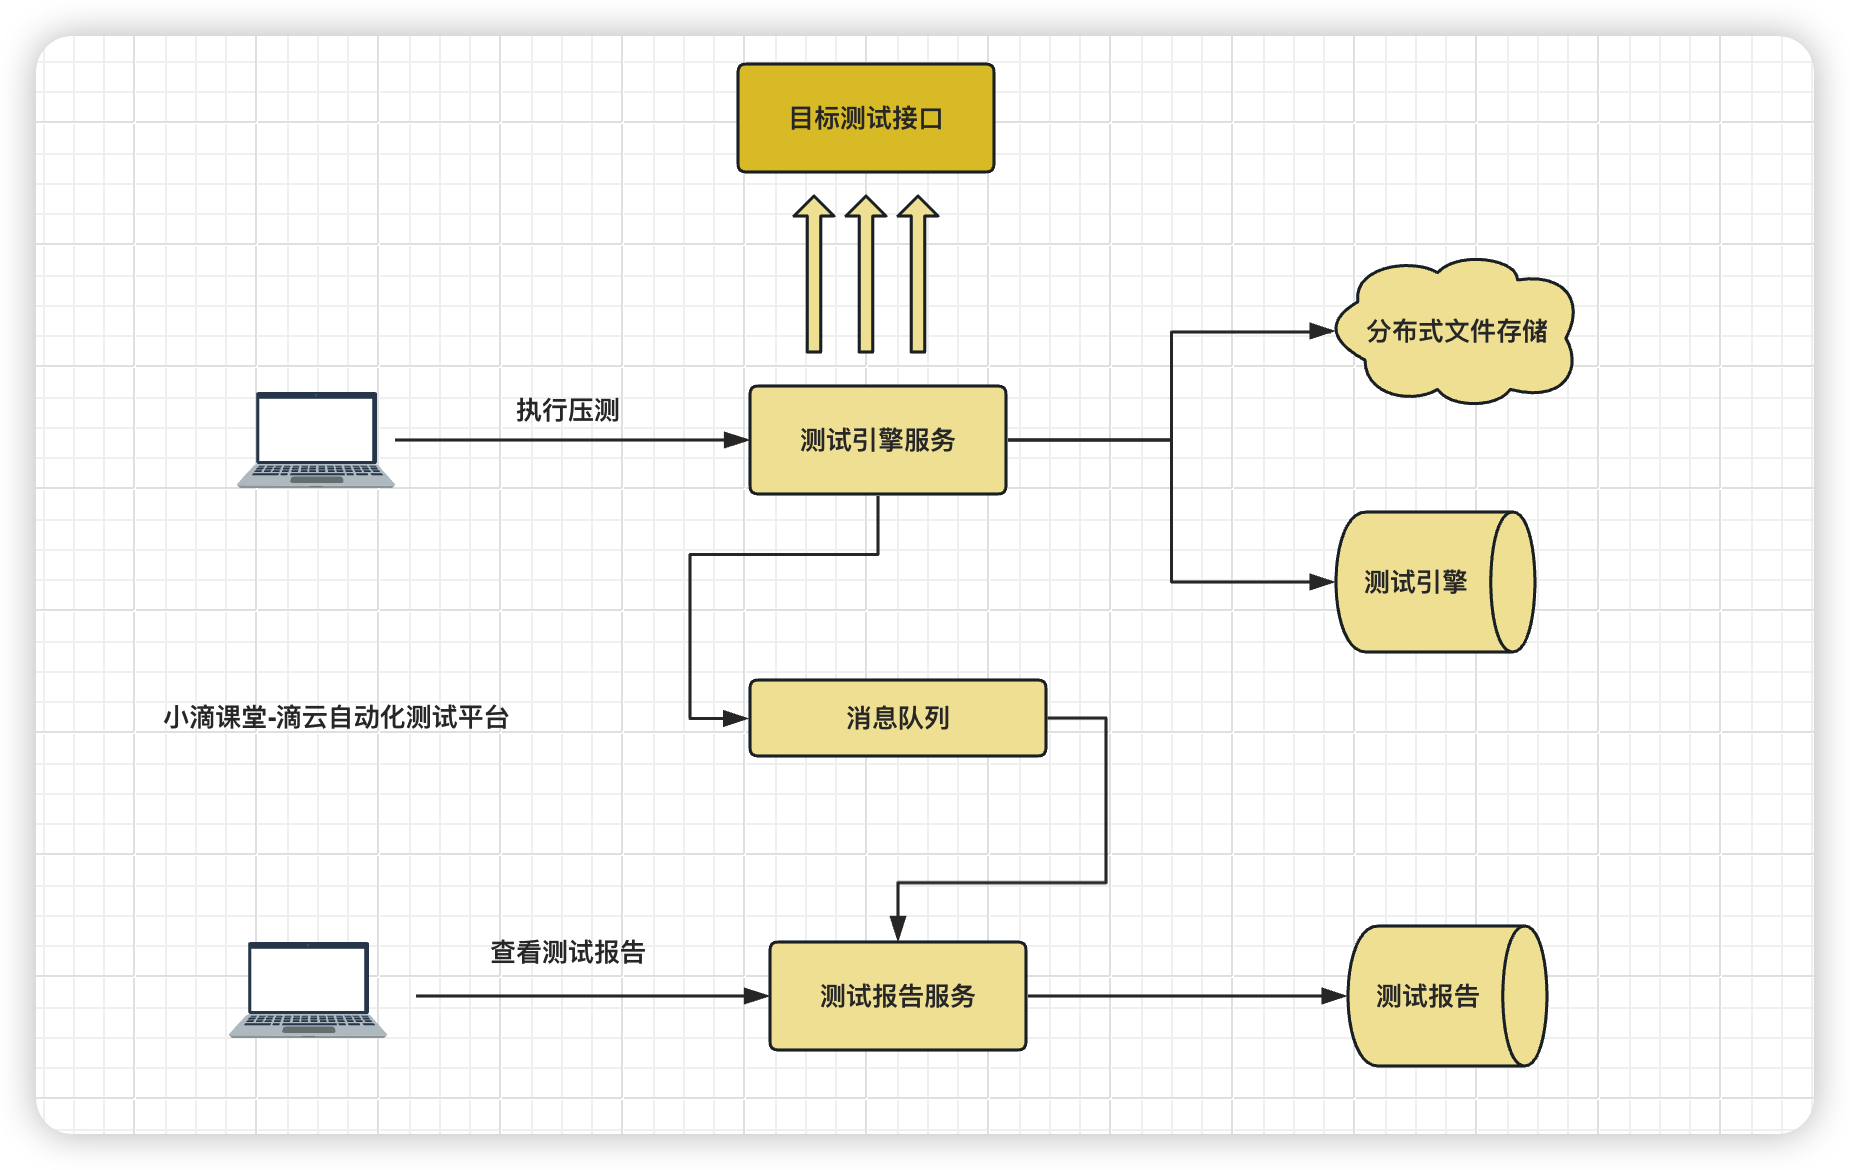 目标测试接口
分布式文件存储
执行压测
测试引擎服务
测试引擎
小滴课堂-滴云自动化测试平台
消息队列
查看测试报告
测试报告服务
测试报告